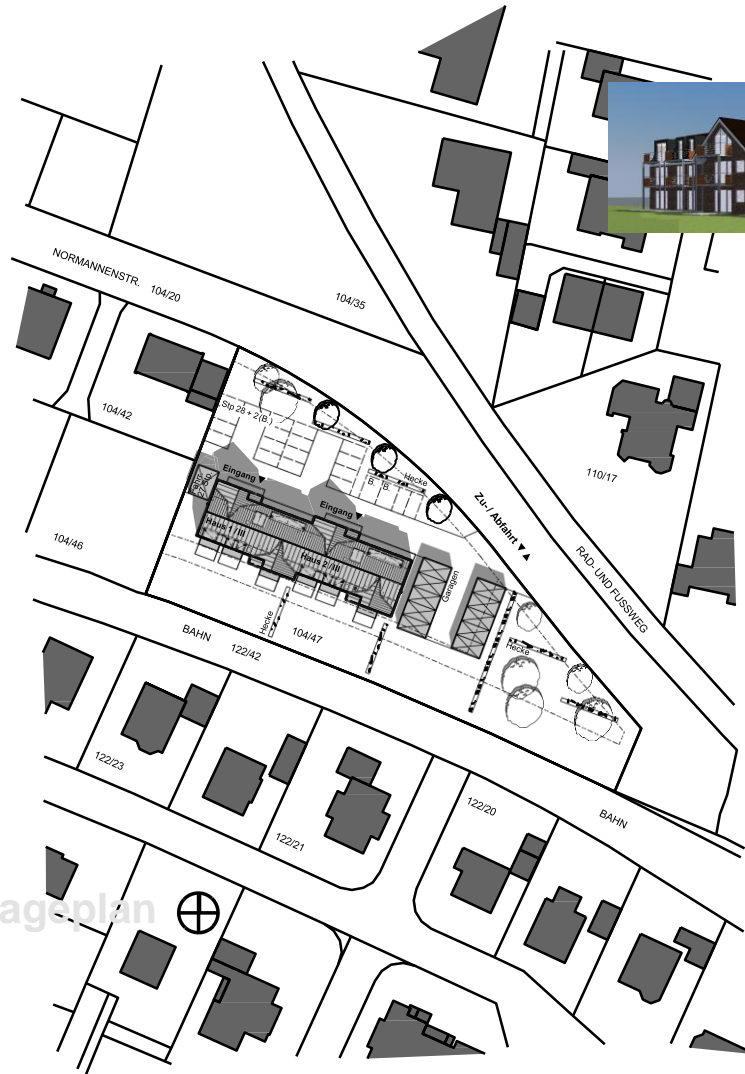 NORMANNENSTR. 104/20
104/35
104/42
Stp 28 + 2 (B.)
Eingang
Eingang
B. B.
Hecke
Zu-/ Abfahrt
110/17
104/46
Haus 1 / III
Haus 2 / III
Garagen
RAD- UND FUSSWEG
Hecke
Hecke
104/47
BAHN 122/42
122/23
122/21
122/20
BAHN
ageplan